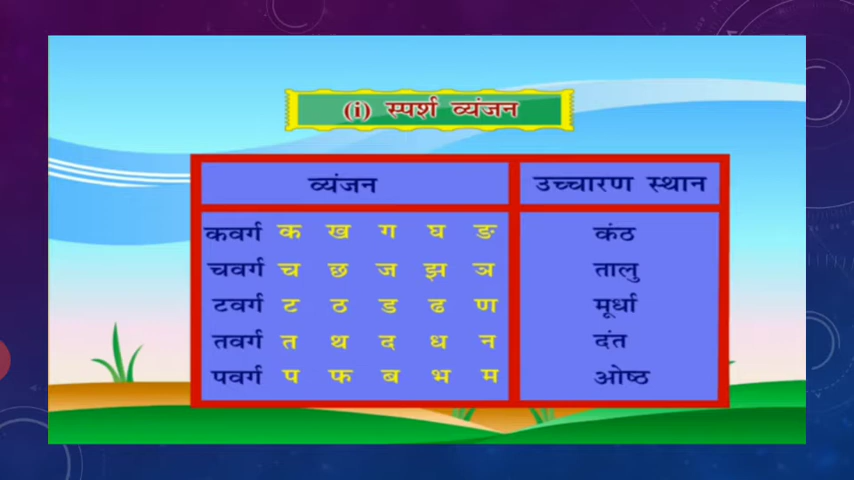 (i) स्पर्श व्यंजन
व्यंजन उच्चारण स्थान
कवर्ग क ख ग घ ङ कंठ
चवर्ग च छ ज झ ञ तालु
टवर्ग ट ठ ड ढ ण मूर्धा
तवर्ग त थ द ध न दंत
पवर्ग प फ ब भ म ओष्ठ